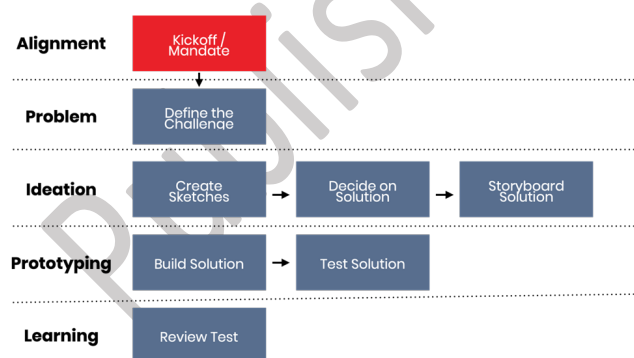 Alignment
Kickoff /
Mandate
Problem
Define the
Challenge
Ideation
Create
Sketches
Decide on
Solution
Storyboard
Solution
Prototyping
Build Solution
Test Solution
Learning
Review Test